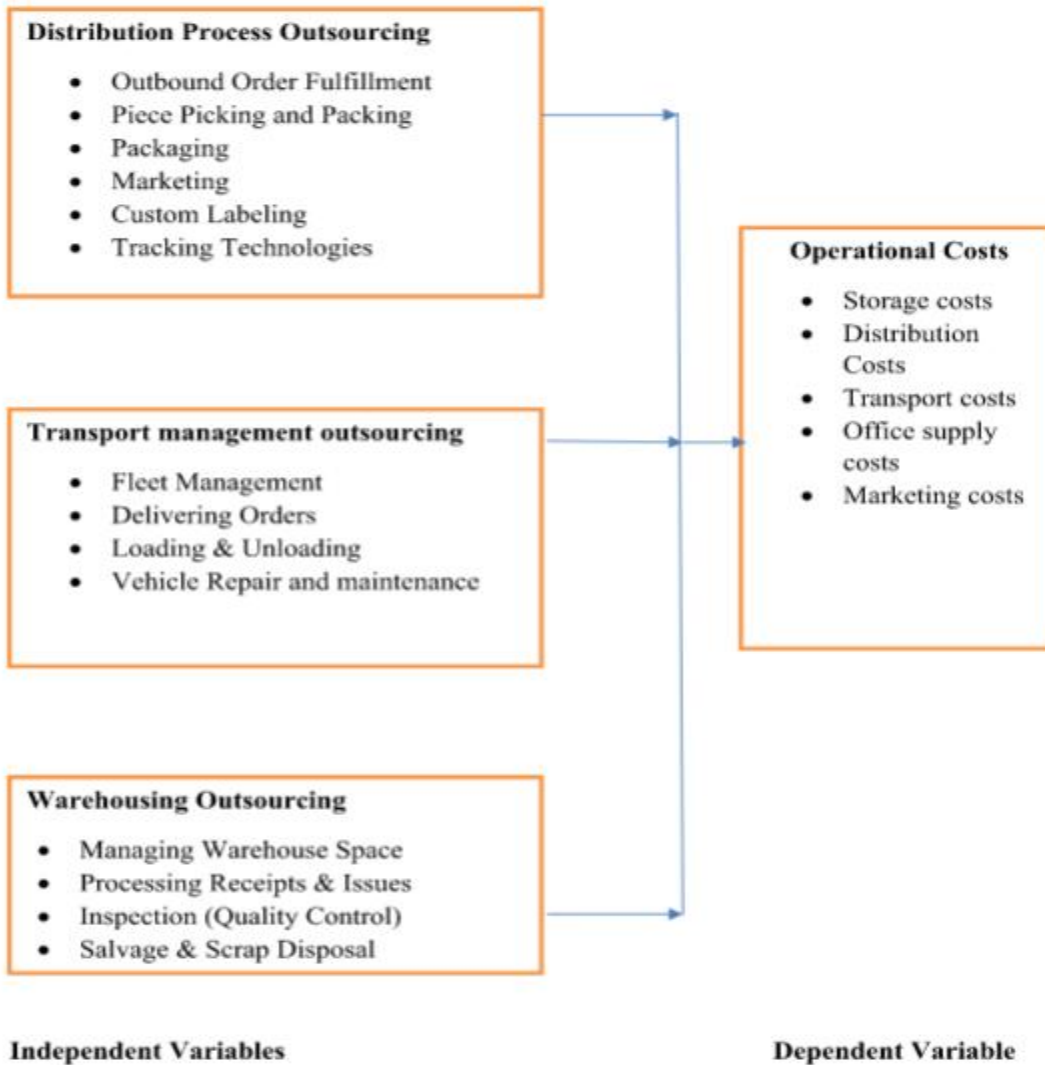 Distribution Process Outsourcing
• Outbound Order Fulfillment
• Piece Picking and Packing
• Packaging
• Marketing
• Custom Labeling
• Tracking Technologies
Transport management outsourcing
• Fleet Management
• Delivering Orders
• Loading & Unloading
• Vehicle Repair and maintenance
Warehousing Outsourcing
• Managing Warehouse Space
• Processing Receipts & Issues
• Inspection (Quality Control)
• Salvage & Scrap Disposal
Operational Costs
• Storage costs
• Distribution
Costs
• Transport costs
• Office supply
costs
• Marketing costs
Independent Variables
Dependent Variable